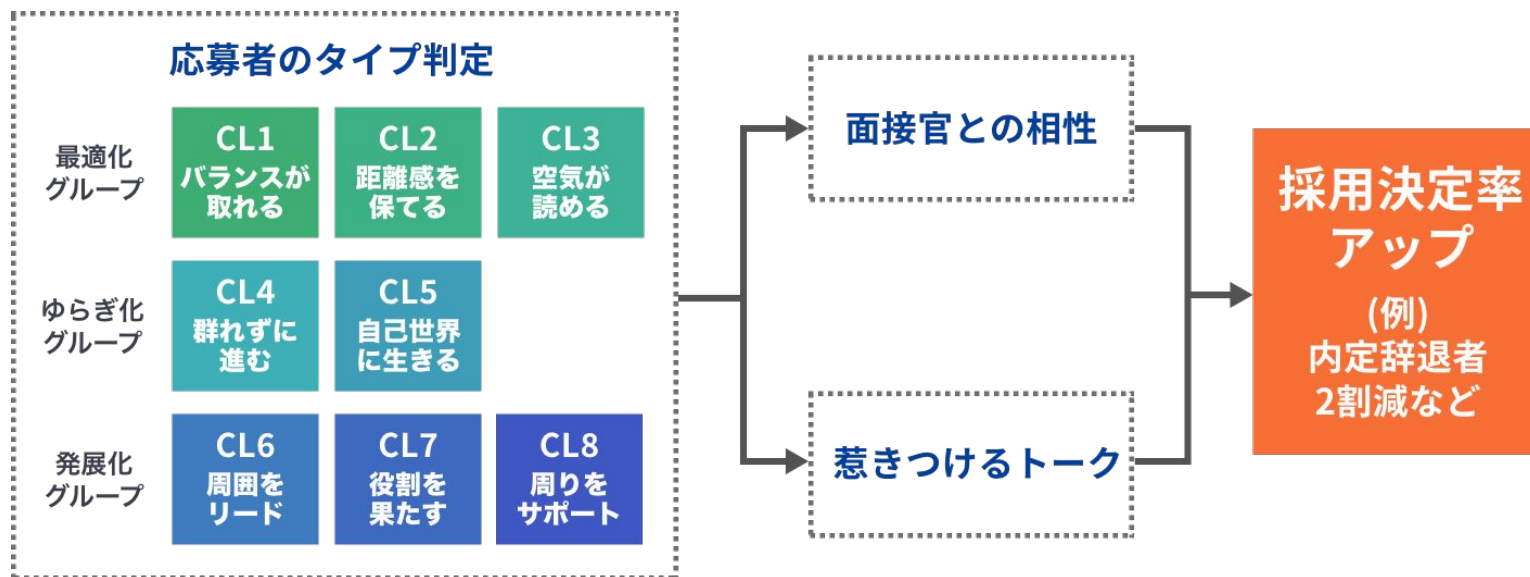 応募者のタイプ判定
最適化
グループ
CL1
バランスが
取れる
CL2
距離感を
保てる
CL3
空気が
読める
ゆらぎ化
グループ
CL4
群れずに
進む
CL5
自己世界
に生きる
発展化
グループ
CL6
周囲を
リード
CL7
役割を
果たす
CL8
周りを
サポート
面接官との相性
惹きつけるトーク
採用決定率
アップ
(例)
内定辞退者
2割減など